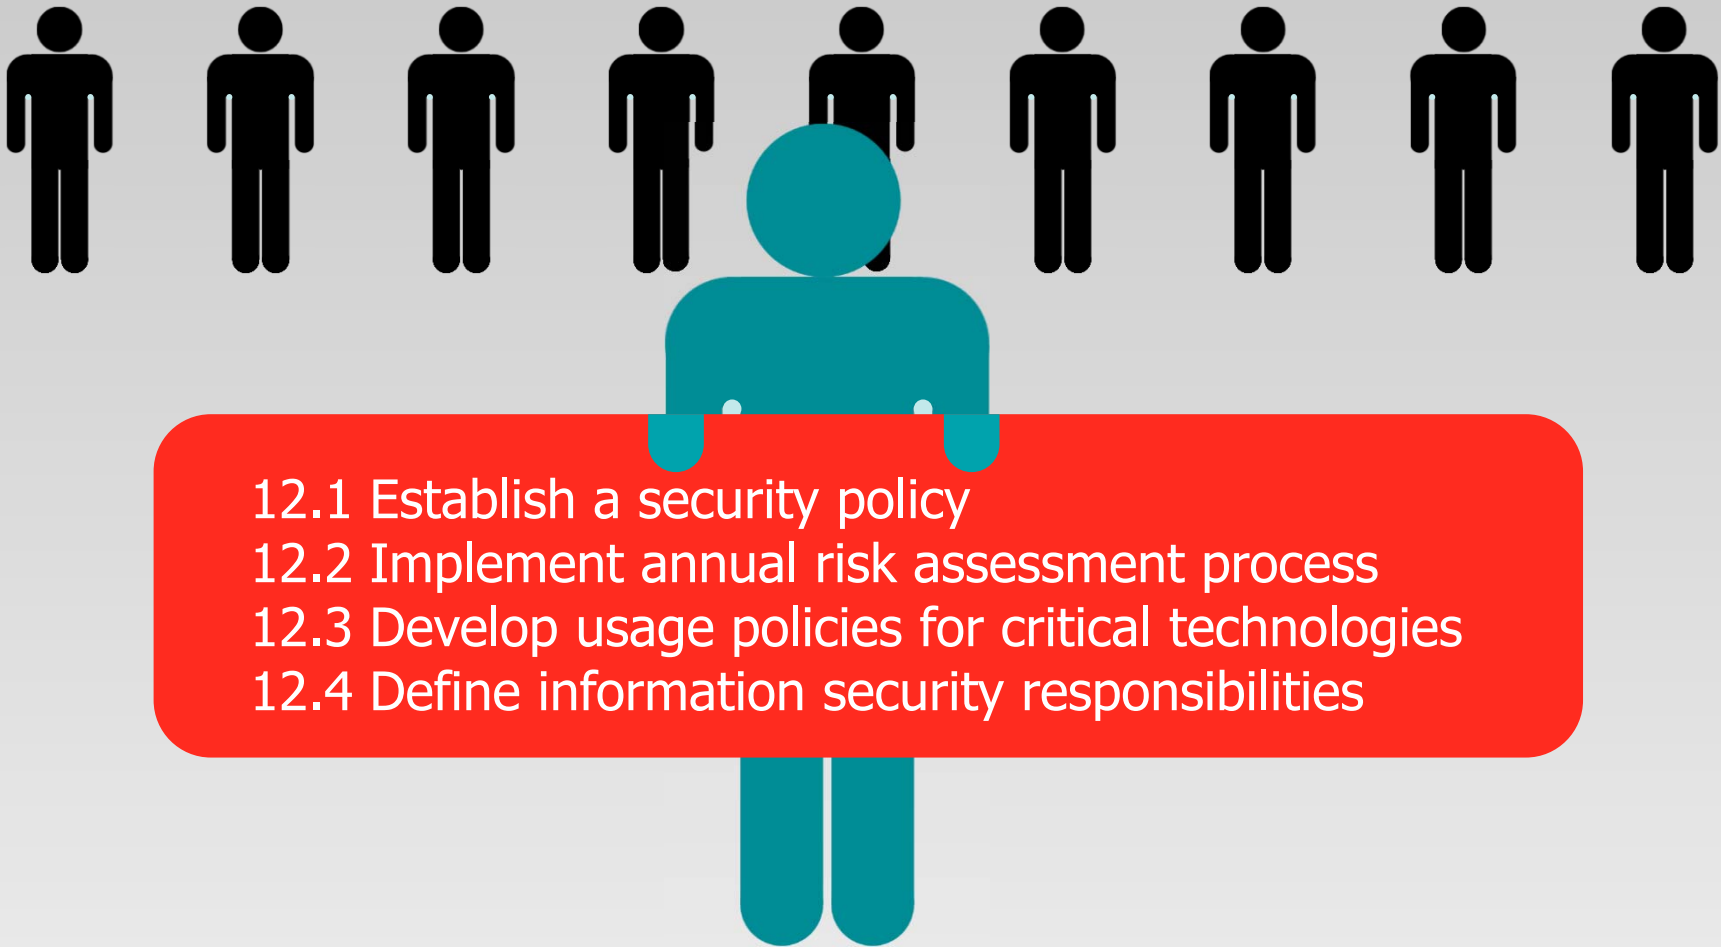 12.1 Establish a security policy
12.2 Implement annual risk assessment process
12.3 Develop usage policies for critical technologies
12.4 Define information security responsibilities